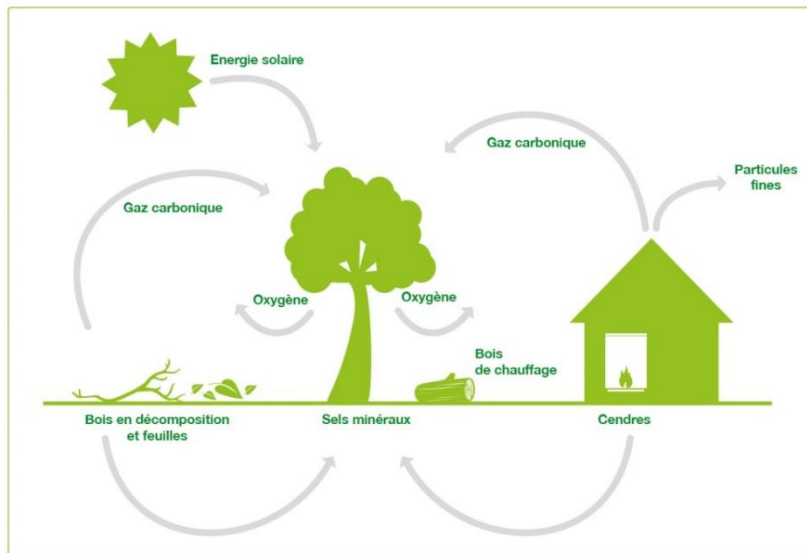 Energie solaire
Gaz carbonique
Particules
fines
Gaz carbonique
Oxygène
Oxygène
Bois
de chauffage
Bois en décomposition
et feuilles
Sels minéraux
Cendres